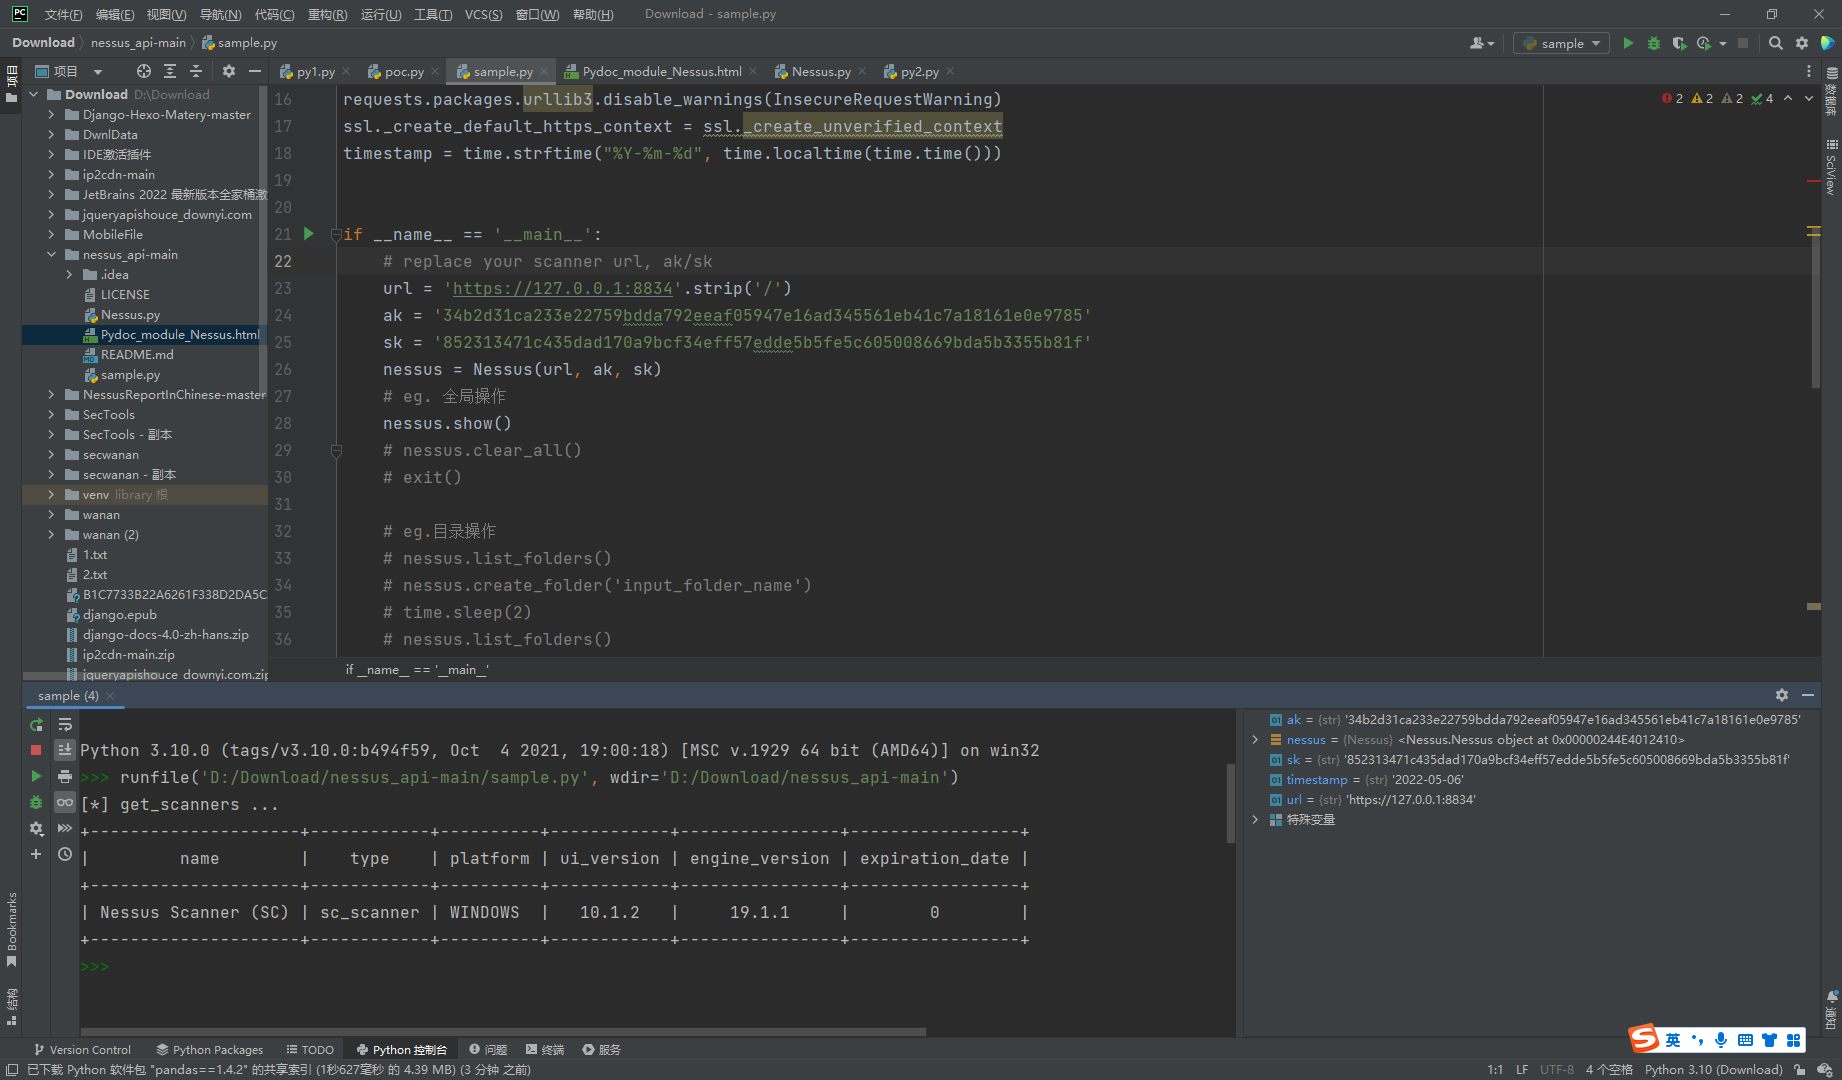 文件(F) 编辑(E) 视图(V) 导航(N) 代码(C) 重构(R) 运行(U) 工具(T) VCS(S) 窗口(W) 帮助(H) Download - sample.py
Download nessus_api-main sample.py
sample
项目
项目
py1.py poc.py sample.py Pydoc_module_Nessus.html Nessus.py py2.py
Download D:\Download
Django-Hexo-Matery-master
DwnlData
IDE激活插件
ip2cdn-main
JetBrains 2022 最新版本全家桶激
jqueryapishouce_downyi.com
MobileFile
nessus_api-main
.idea
LICENSE
Nessus.py
Pydoc_module_Nessus.html
README.md
sample.py
NessusReportInChinese-master
SecTools
SecTools - 副本
secwanan
secwanan - 副本
venv library 根
wanan
wanan (2)
1.txt
2.txt
B1C7733B22A6261F338D2DA5C
django.epub
django-docs-4.0-zh-hans.zip
ip2cdn-main.zip
jqueryapishouce_downyi.com.zip
2 2 2 4
16 requests.packages.urllib3.disable_warnings(InsecureRequestWarning)
17 ssl._create_default_https_context = ssl._create_unverified_context
18 timestamp = time.strftime("%Y-%m-%d", time.localtime(time.time()))
19
20
21 if __name__ == '__main__':
22 # replace your scanner url, ak/sk
23 url = 'https://127.0.0.1:8834'.strip('/')
24 ak = '34b2d31ca233e22759bdda792eeaf05947e16ad345561eb41c7a18161e0e9785'
25 sk = '852313471c435dad170a9bcf34eff57edde5b5fe5c605008669bda5b3355b81f'
26 nessus = Nessus(url, ak, sk)
27 # eg. 全局操作
28 nessus.show()
29 # nessus.clear_all()
30 # exit()
31
32 # eg.目录操作
33 # nessus.list_folders()
34 # nessus.create_folder('input_folder_name')
35 # time.sleep(2)
36 # nessus.list_folders()
if __name__ == '__main__'
数据库
SciView
通知
sample (4)
Python 3.10.0 (tags/v3.10.0:b494f59, Oct  4 2021, 19:00:18) [MSC v.1929 64 bit (AMD64)] on win32
>>> runfile('D:/Download/nessus_api-main/sample.py', wdir='D:/Download/nessus_api-main')
[*] get_scanners ...
+---------------------+------------+----------+------------+----------------+-----------------+
|         name        |    type    | platform | ui_version | engine_version | expiration_date |
+---------------------+------------+----------+------------+----------------+-----------------+
| Nessus Scanner (SC) | sc_scanner | WINDOWS  |   10.1.2   |     19.1.1     |        0        |
+---------------------+------------+----------+------------+----------------+-----------------+
>>>
ak = {str} '34b2d31ca233e22759bdda792eeaf05947e16ad345561eb41c7a18161e0e9785'
nessus = {Nessus} <Nessus.Nessus object at 0x00000244E4012410>
sk = {str} '852313471c435dad170a9bcf34eff57edde5b5fe5c605008669bda5b3355b81f'
timestamp = {str} '2022-05-06'
url = {str} 'https://127.0.0.1:8834'
特殊变量
Bookmarks
结构
英
Version Control Python Packages TODO Python 控制台 问题 终端 服务
已下载 Python 软件包 "pandas==1.4.2" 的共享索引 (1秒627毫秒 的 4.39 MB) (3 分钟 之前) 1:1 LF UTF-8 4 个空格 Python 3.10 (Download)